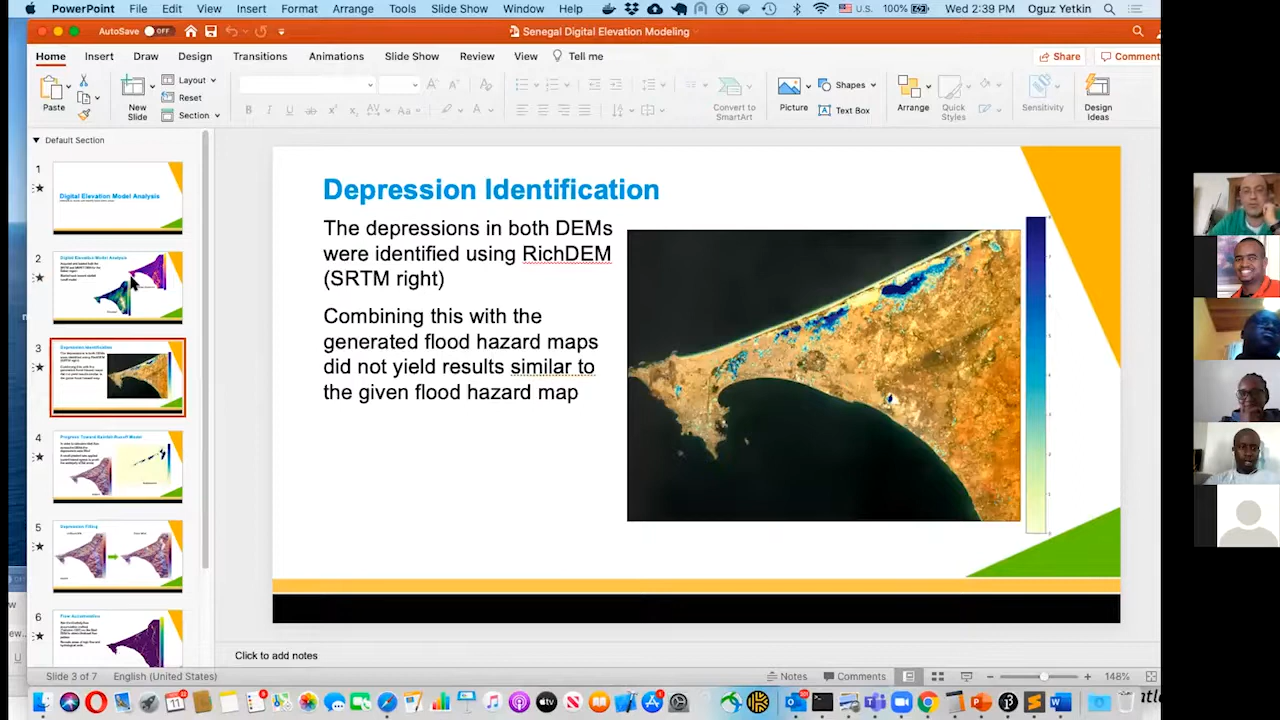 PowerPoint File Edit View Insert Format Arrange Tools Slide Show Window Help U.S. 100% Wed 2:39 PM Oguz Yetkin
AutoSave OFF Senegal Digital Elevation Modeling
Home Insert Draw Design Transitions Animations Slide Show Review View Tell me Share Comment
Paste New Slide Layout Reset Section Convert to SmartArt Picture Shapes Text Box Arrange Quick Styles Sensitivity Design Ideas
Default Section
1
Digital Elevation Model Analysis
2
Digital Elevation Model Analysis
3
Depression Identification
4
Progress Toward Rainfall-Runoff Model
5
Depression Filling
6
Flow Accumulation
Depression Identification
The depressions in both DEMs
were identified using RichDEM
(SRTM right)
Combining this with the
generated flood hazard maps
did not yield results similar to
the given flood hazard map
Click to add notes
Slide 3 of 7 English (United States) Notes Comments 148%